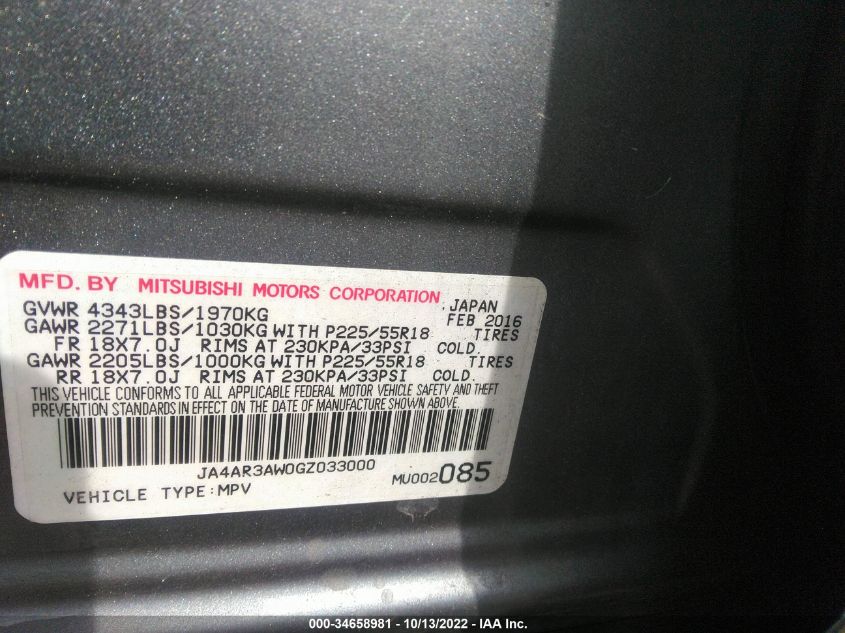 MFD. BY MITSUBISHI MOTORS CORPORATION, JAPAN
GVWR 4343LBS/1970KG FEB 2016
GAWR 2271LBS/1030KG WITH P225/55R18 TIRES
FR 18X7.0J RIMS AT 230KPA/33PSI COLD.
GAWR 2205LBS/1000KG WITH P225/55R18 TIRES
RR 18X7.0J RIMS AT 230KPA/33PSI COLD.
THIS VEHICLE CONFORMS TO ALL APPLICABLE FEDERAL MOTOR VEHICLE SAFETY AND THEFT
PREVENTION STANDARDS IN EFFECT ON THE DATE OF MANUFACTURE SHOWN ABOVE.
JA4AR3AW0GZ033000
VEHICLE TYPE:MPV MU002085
000-34658981 - 10/13/2022 - IAA Inc.